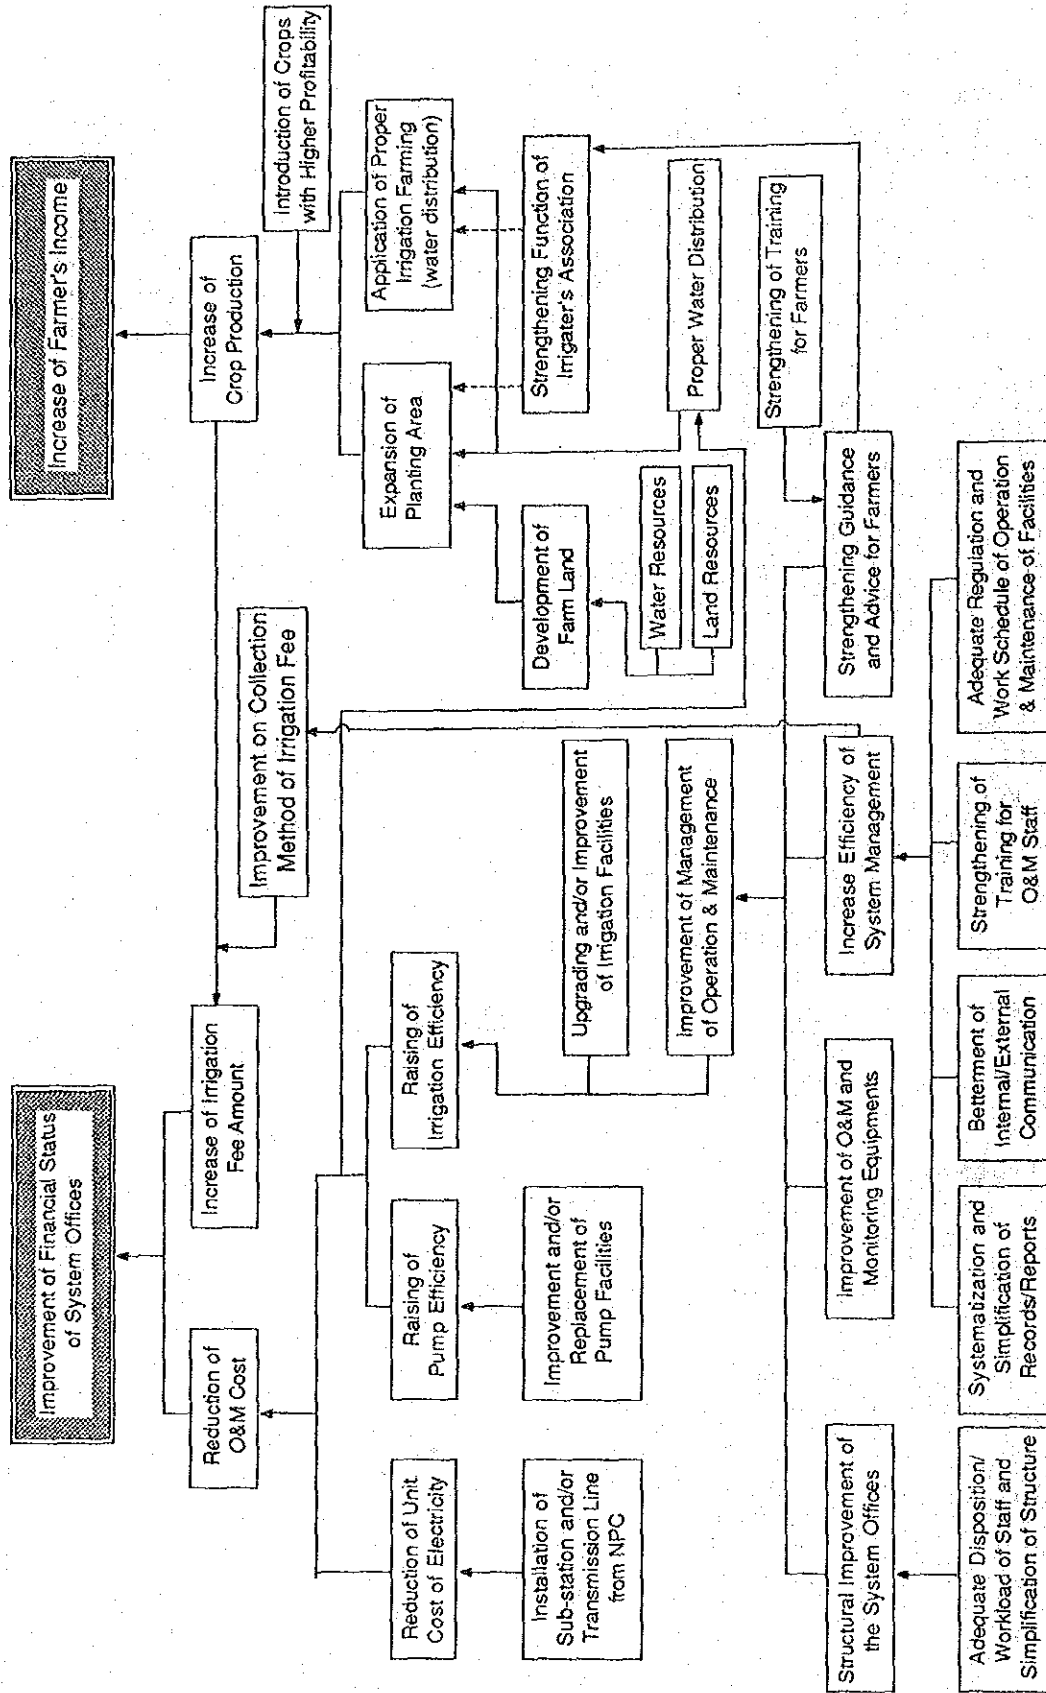 Improvement of Financial Status
of System Offices
Increase of Farmer's Income
Reduction of
O&M Cost
Increase of Irrigation
Fee Amount
Increase of
Crop Production
Improvement on Collection
Method of Irrigation Fee
Introduction of Crops
with Higher Profitability
Reduction of Unit
Cost of Electricity
Raising of
Pump Efficiency
Raising of
Irrigation Efficiency
Expansion of
Planting Area
Application of Proper
Irrigation Farming
(water distribution)
Installation of
Sub-station and/or
Transmission Line
from NPC
Improvement and/or
Replacement of
Pump Facilities
Upgrading and/or Improvement
of Irrigation Facilities
Development of
Farm Land
Strengthening Function of
Irrigater's Association
Improvement of Management
of Operation & Maintenance
Water Resources
Land Resources
Proper Water Distribution
Strengthening of Training
for Farmers
Structural Improvement of
the System Offices
Improvement of O&M and
Monitoring Equipments
Increase Efficiency of
System Management
Strengthening Guidance
and Advice for Farmers
Adequate Disposition/
Workload of Staff and
Simplification of Structure
Systematization and
Simplification of
Records/Reports
Betterment of
Internal/External
Communication
Strengthening of
Training for
O&M Staff
Adequate Regulation and
Work Schedule of Operation
& Maintenance of Facilities